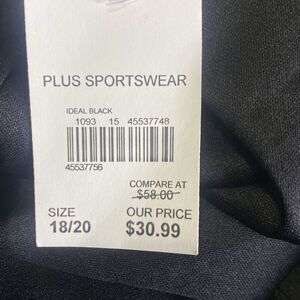 PLUS SPORTSWEAR
IDEAL BLACK
1093 15 45537748
45537756
COMPARE AT
$58.00
SIZE OUR PRICE
18/20 $30.99